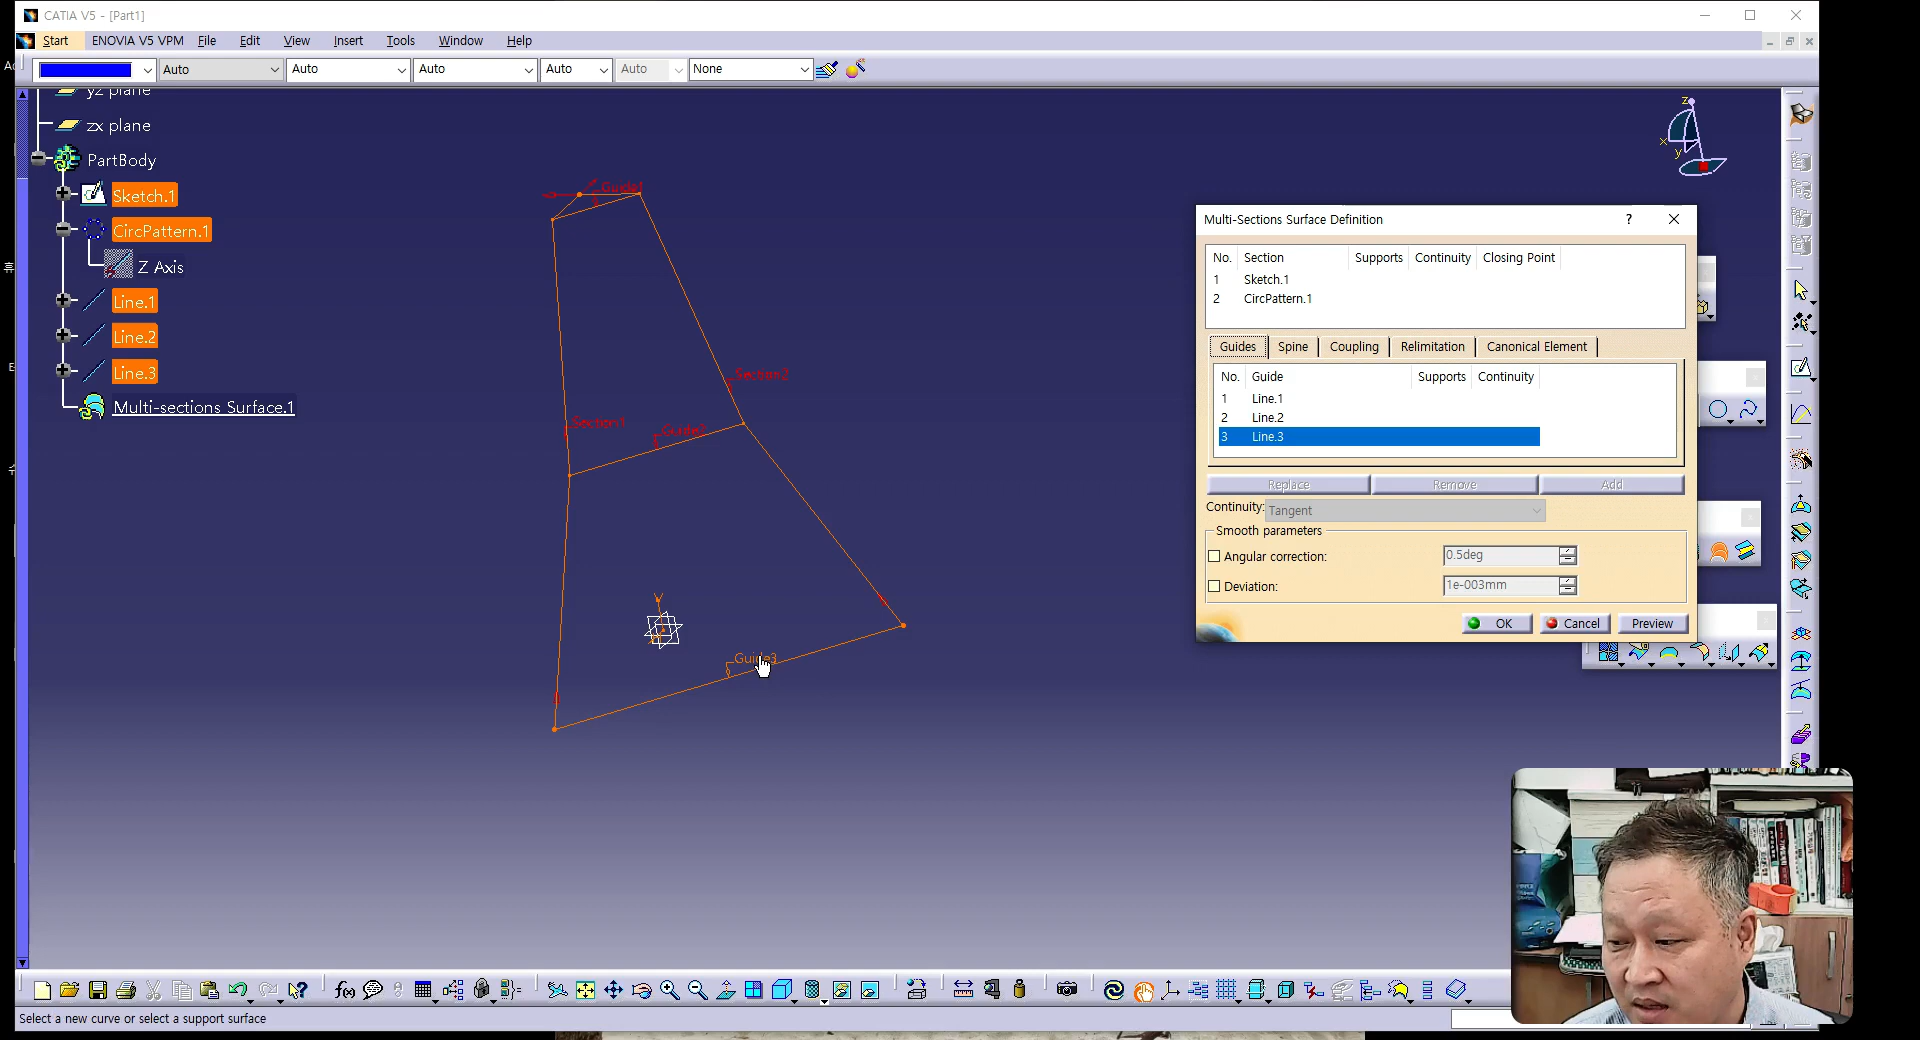 CATIA V5 - [Part1]
Start ENOVIA V5 VPM File Edit View Insert Tools Window Help
Auto Auto Auto Auto Auto None
yz plane
zx plane
PartBody
Sketch.1
CircPattern.1
Z Axis
Line.1
Line.2
Line.3
Multi-sections Surface.1
Guide1
Section2
Section1
Guide2
Guide3
z
x
y
Multi-Sections Surface Definition ?
No. Section Supports Continuity Closing Point
1 Sketch.1
2 CircPattern.1
Guides Spine Coupling Relimitation Canonical Element
No. Guide Supports Continuity
1 Line.1
2 Line.2
3 Line.3
Replace Remove Add
Continuity: Tangent
Smooth parameters
Angular correction: 0.5deg
Deviation: 1e-003mm
OK Cancel Preview
f(x)
Select a new curve or select a support surface